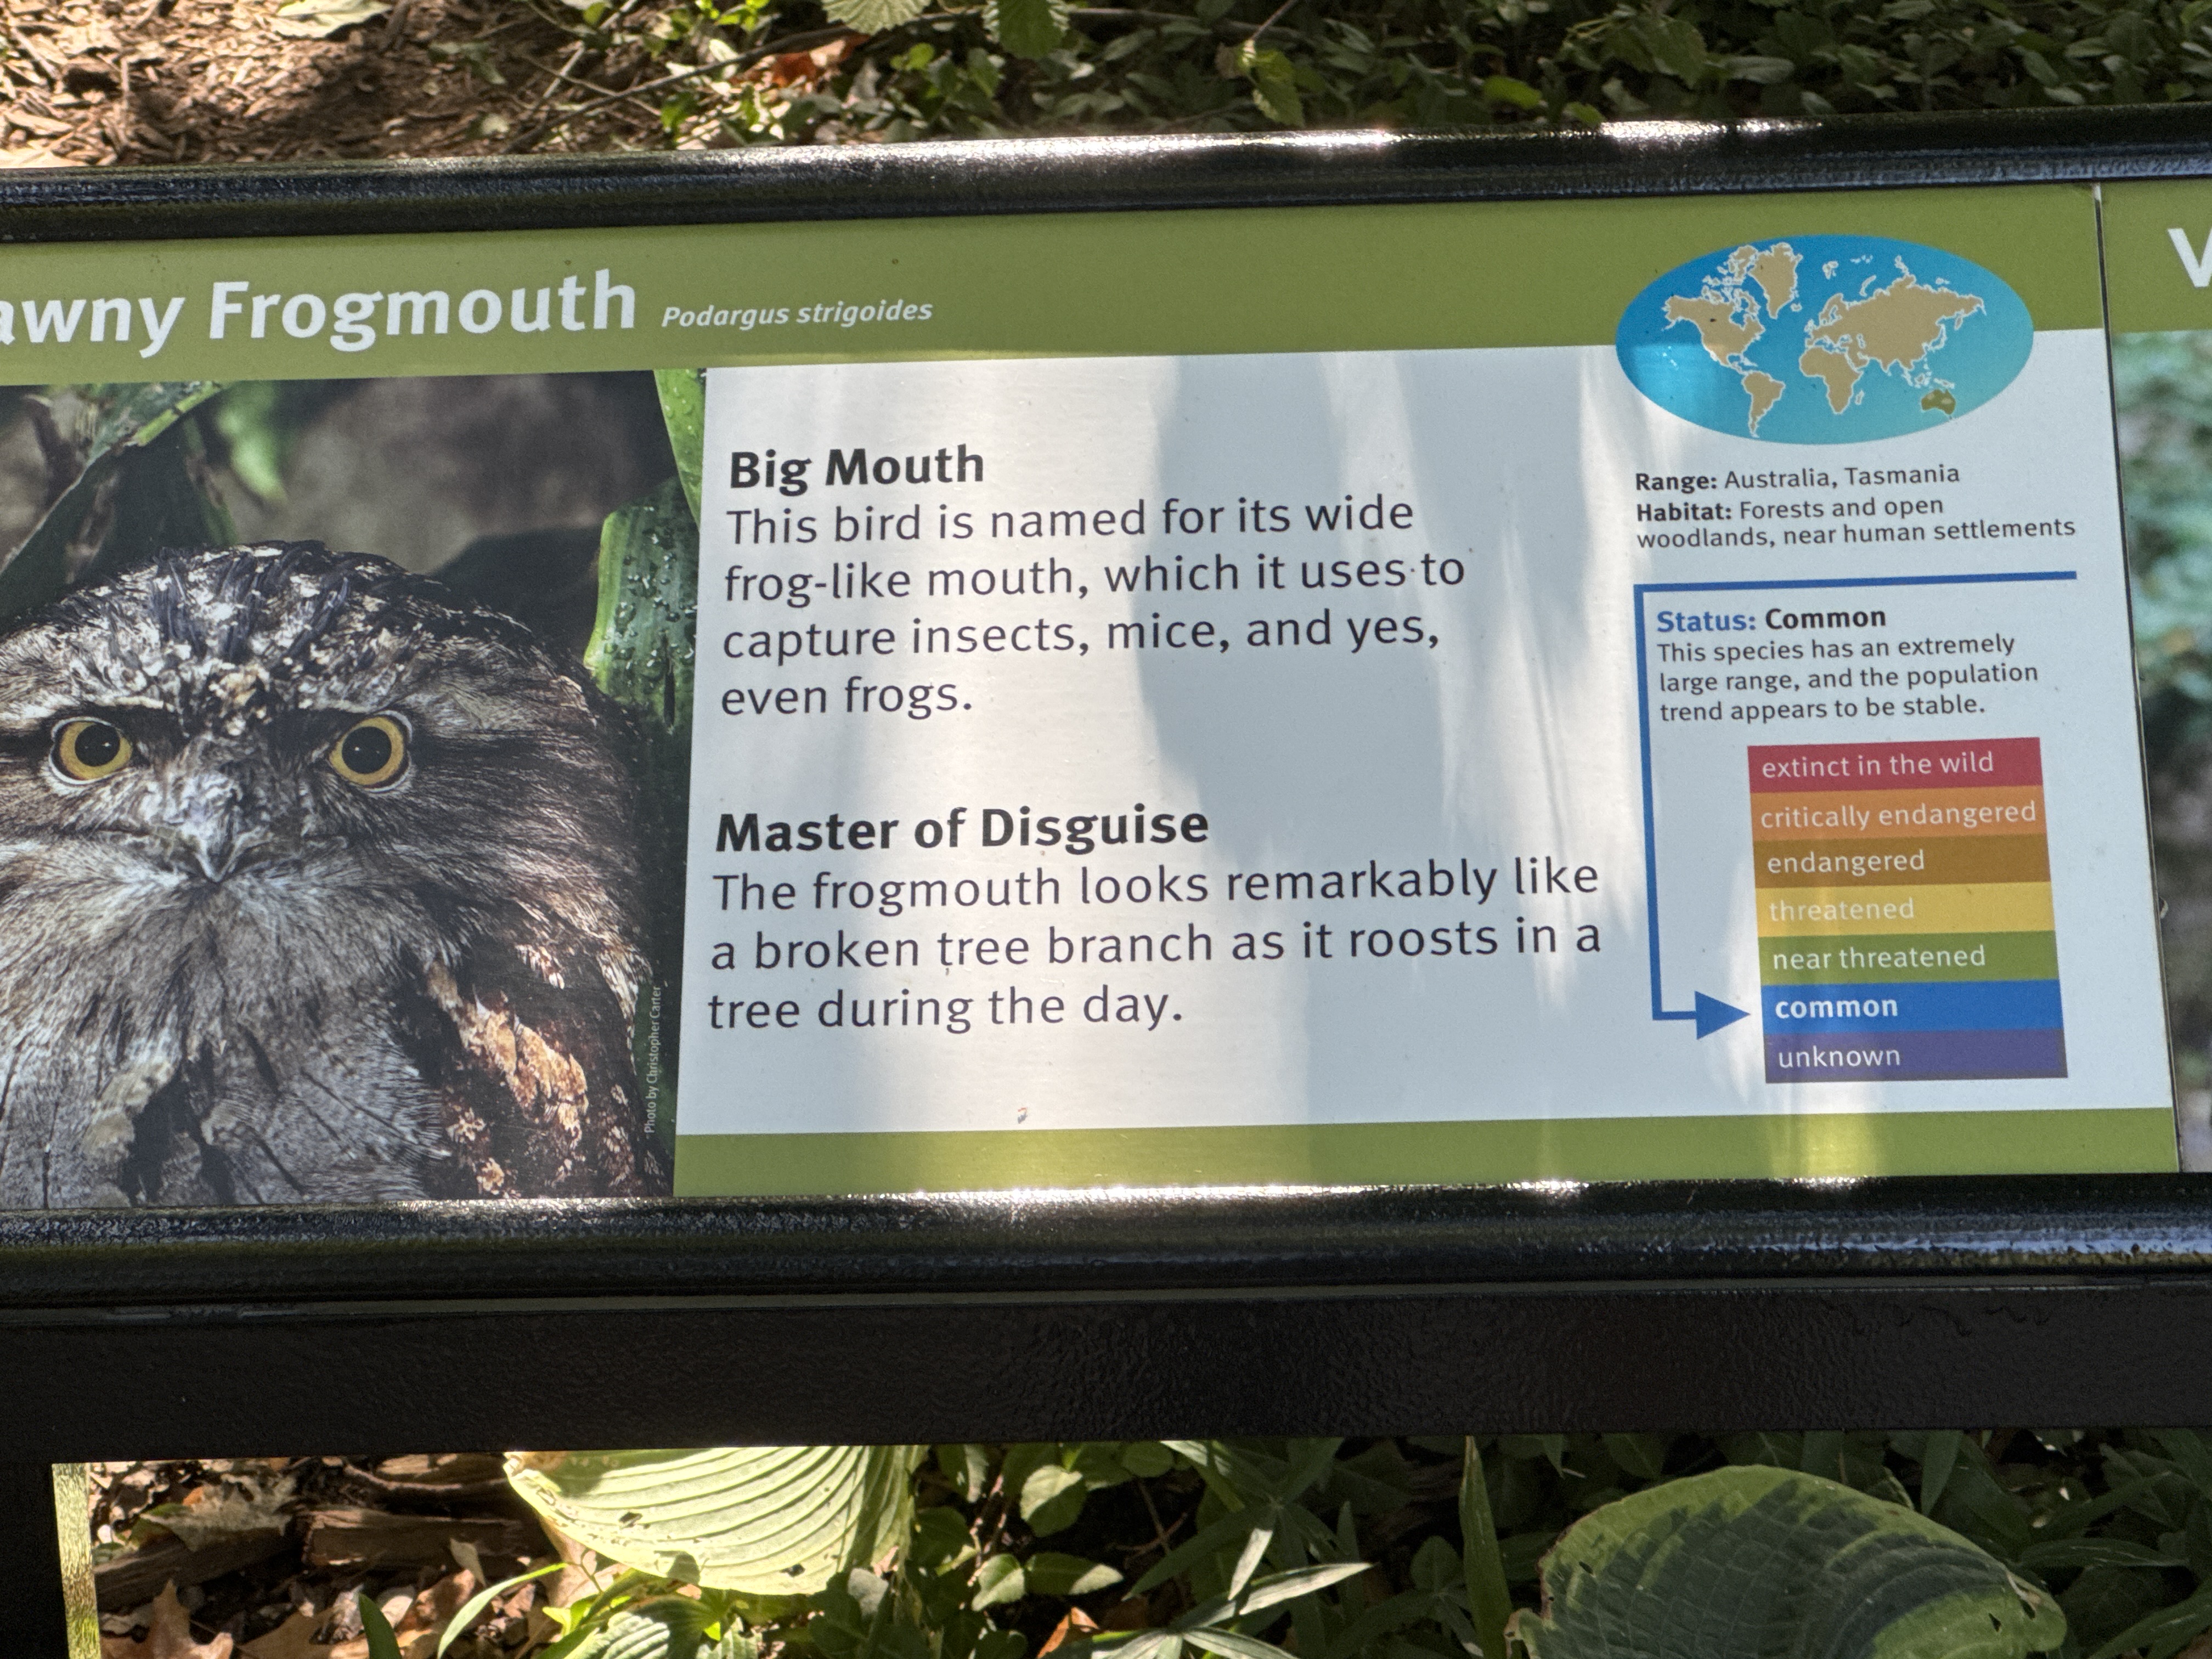 awny Frogmouth Podargus strigoides
Big Mouth
This bird is named for its wide
frog-like mouth, which it uses to
capture insects, mice, and yes,
even frogs.
Master of Disguise
The frogmouth looks remarkably like
a broken tree branch as it roosts in a
tree during the day.
Photo by Christopher Carter
Range: Australia, Tasmania
Habitat: Forests and open
woodlands, near human settlements
Status: Common
This species has an extremely
large range, and the population
trend appears to be stable.
extinct in the wild
critically endangered
endangered
threatened
near threatened
common
unknown
V